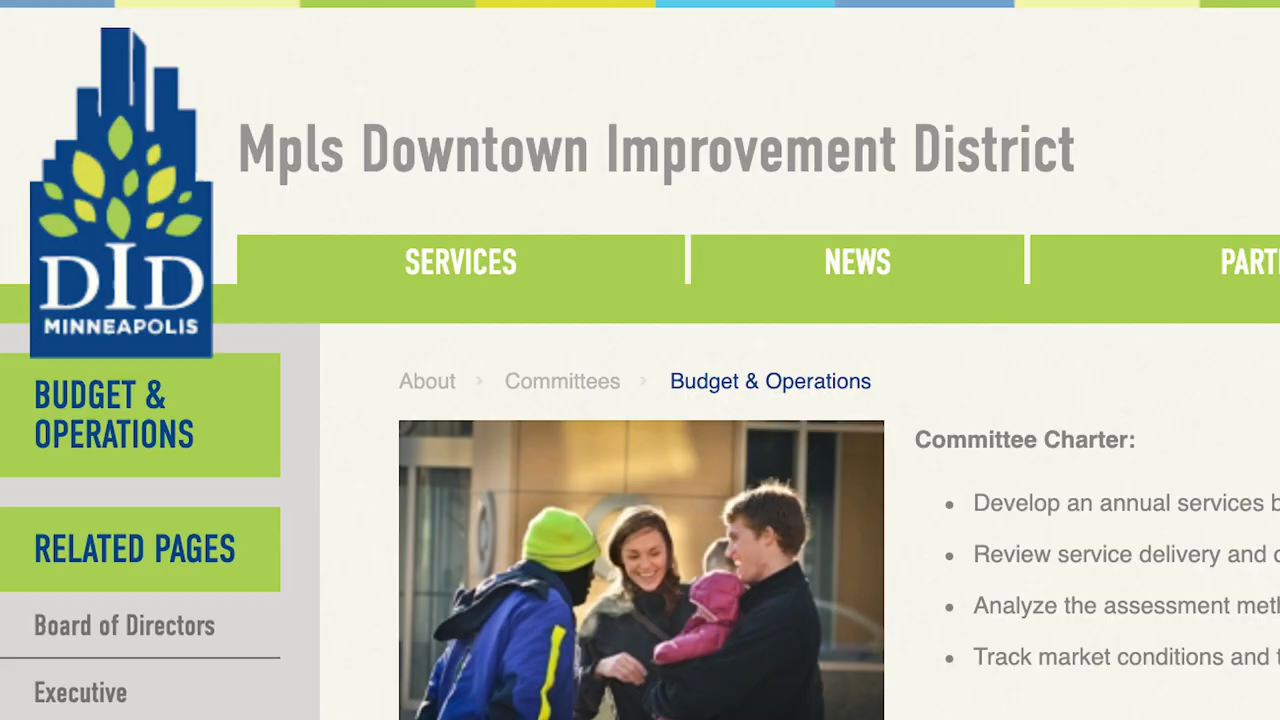 Mpls Downtown Improvement District
DID
MINNEAPOLIS
SERVICES
NEWS
BUDGET &
OPERATIONS
RELATED PAGES
Board of Directors
Executive
About > Committees > Budget & Operations
Committee Charter:
• Develop an annual services
• Review service delivery and
• Analyze the assessment
• Track market conditions and